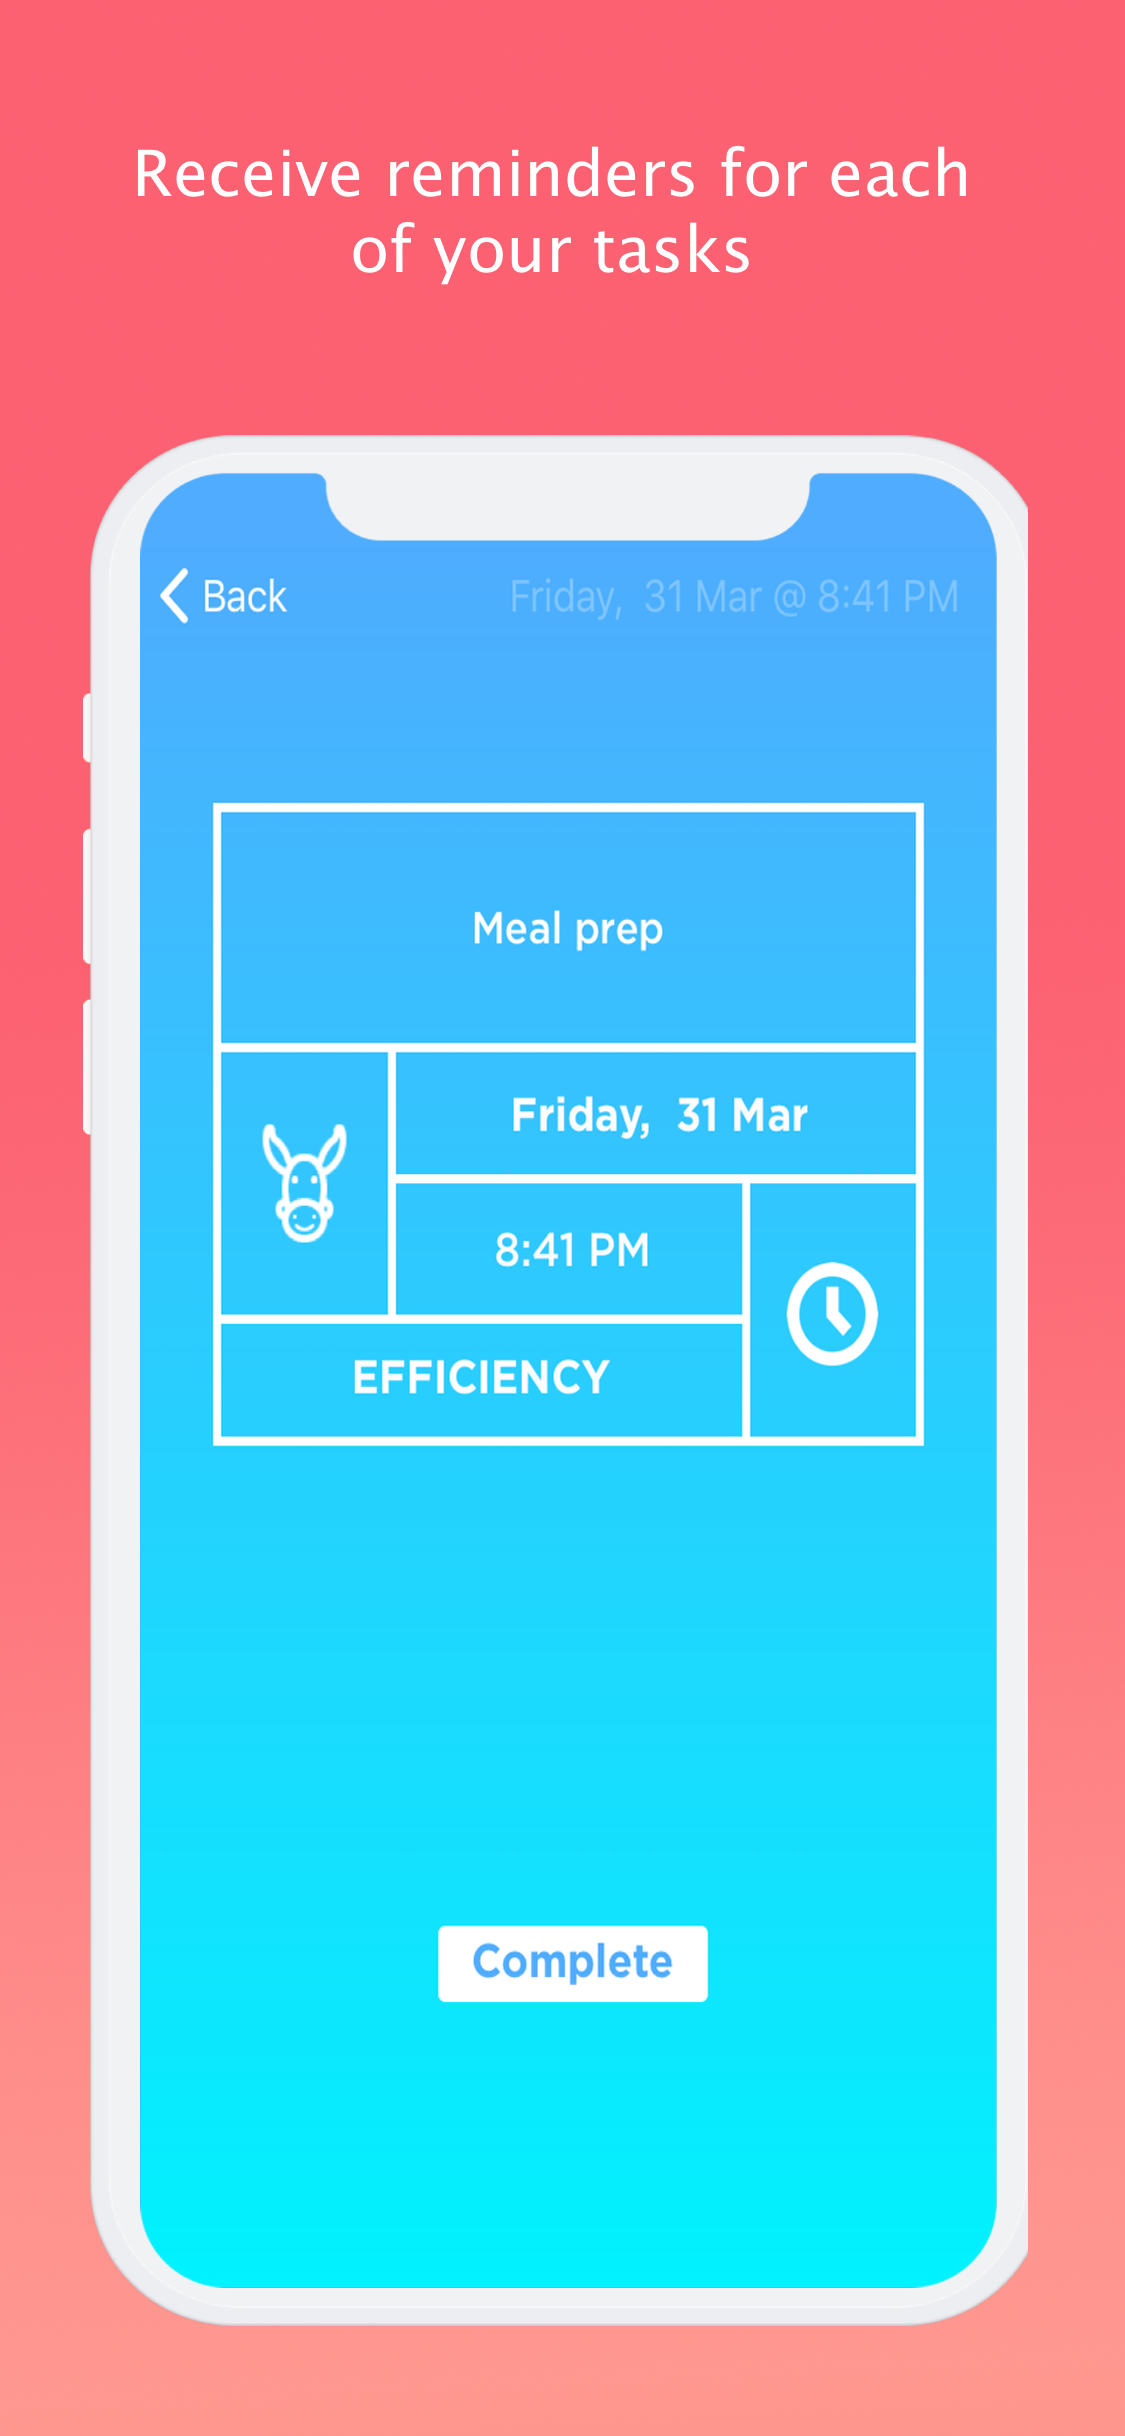 Receive reminders for each
of your tasks
Back
Friday,  31 Mar @ 8:41 PM
Meal prep
Friday,  31 Mar
8:41 PM
EFFICIENCY
Complete